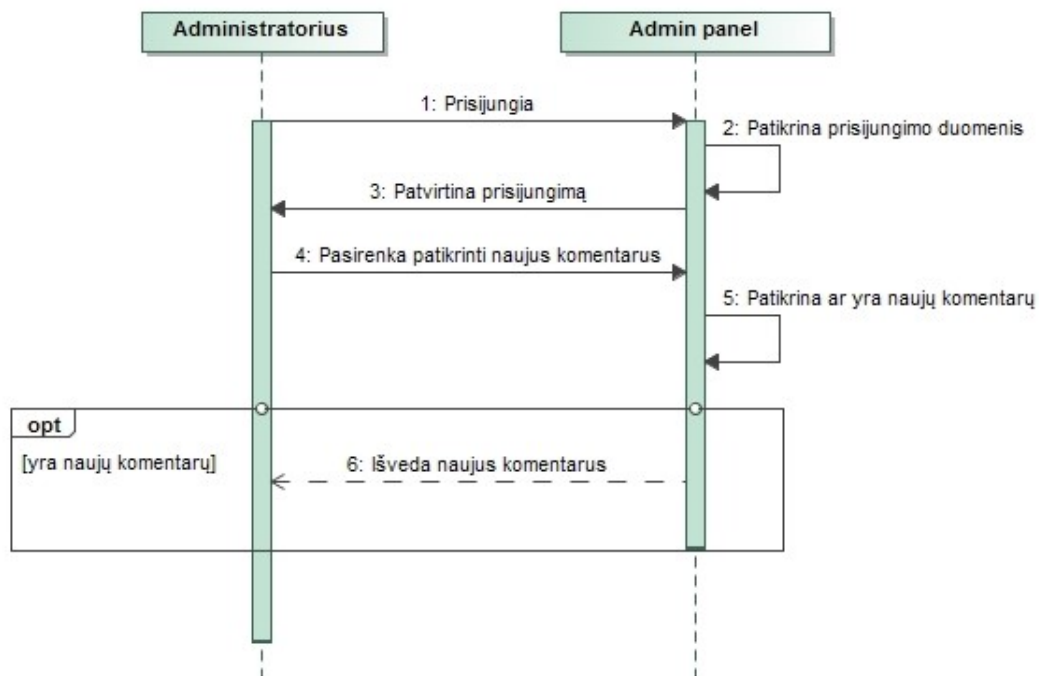 Administratorius
Admin panel
1: Prisijungia
2: Patikrina prisijungimo duomenis
3: Patvirtina prisijungimą
4: Pasirenka patikrinti naujus komentarus
5: Patikrina ar yra naujų komentarų
opt
[yra naujų komentarų]
6: Išveda naujus komentarus